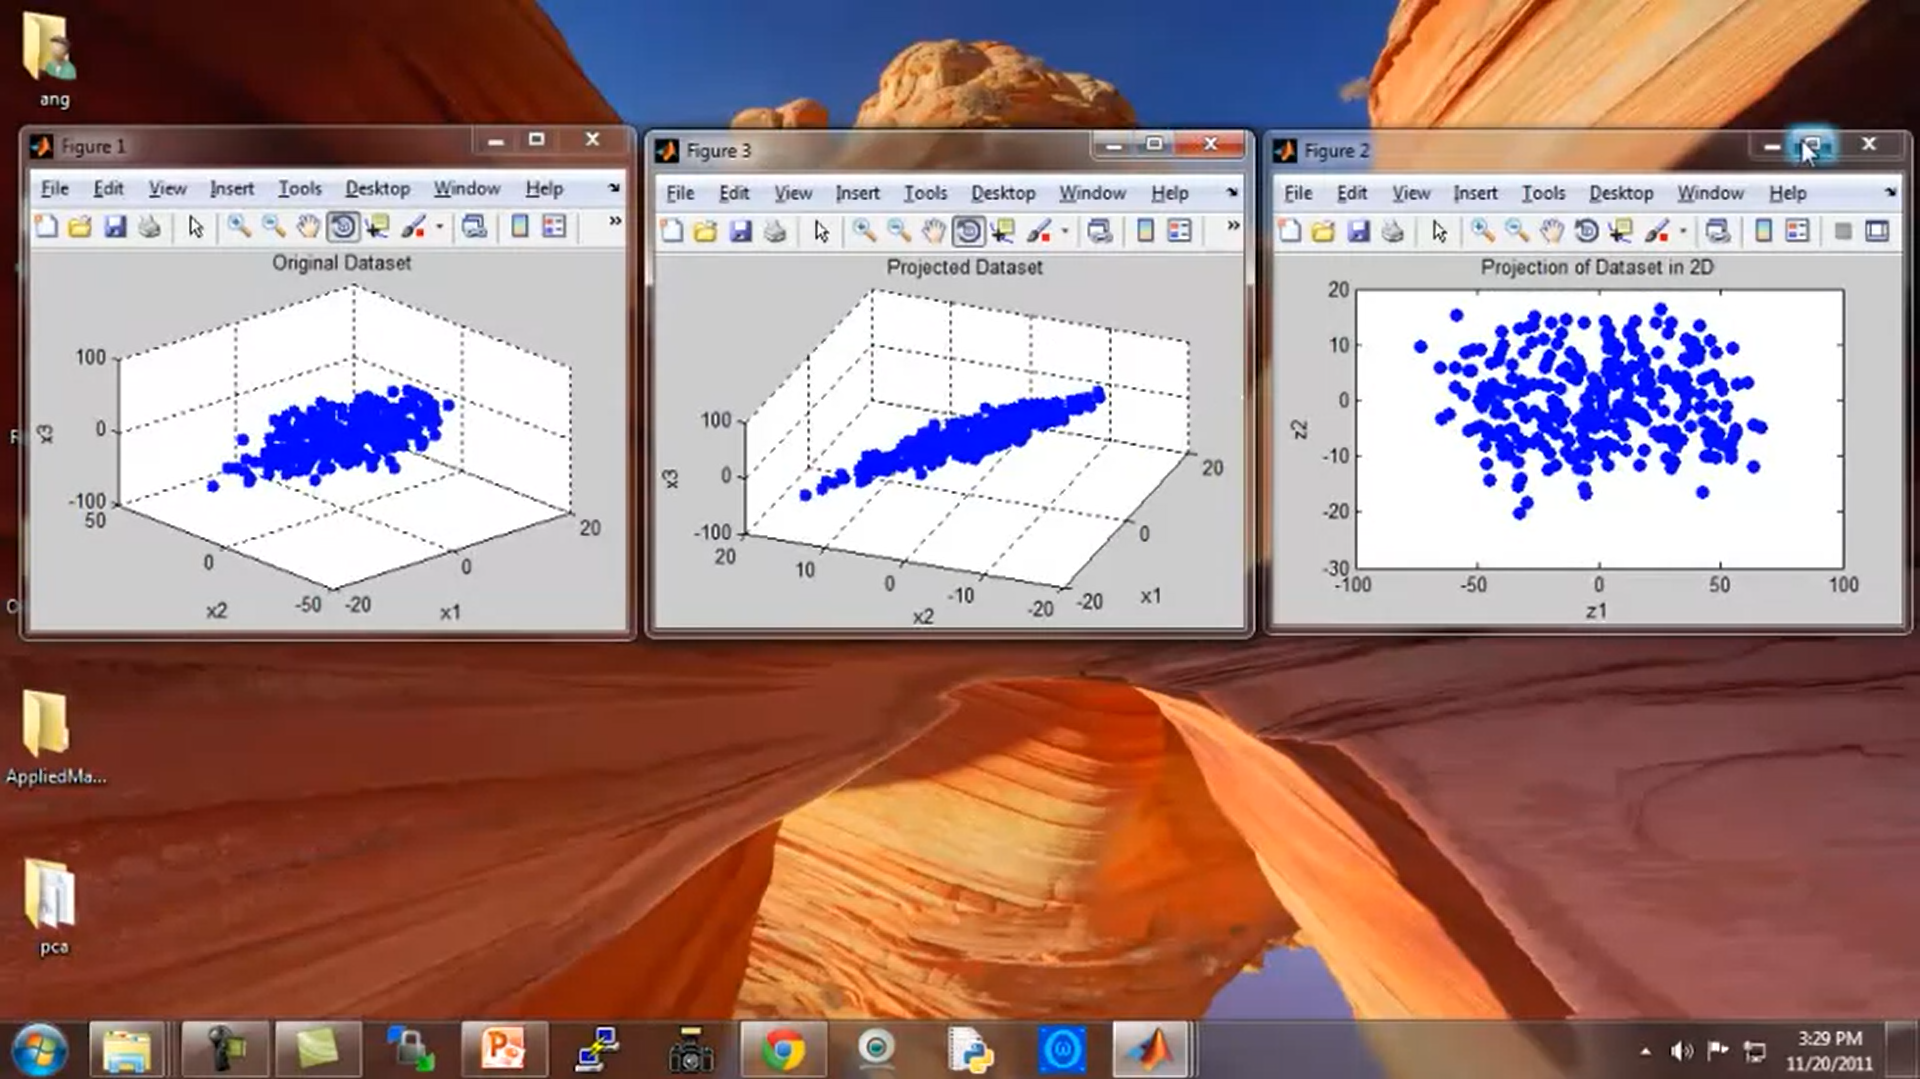 ang
Figure 1
File Edit View Insert Tools Desktop Window Help
Original Dataset
100
0
-100
x3
50
0
-50
x2
-20
0
20
x1
Figure 3
File Edit View Insert Tools Desktop Window Help
Projected Dataset
100
0
-100
x3
20
10
0
-10
-20
x2
-20
0
20
x1
Figure 2
File Edit View Insert Tools Desktop Window Help
Projection of Dataset in 2D
20
10
0
-10
-20
-30
z2
-100
-50
0
50
100
z1
AppliedMa...
pca
3:29 PM
11/20/2011